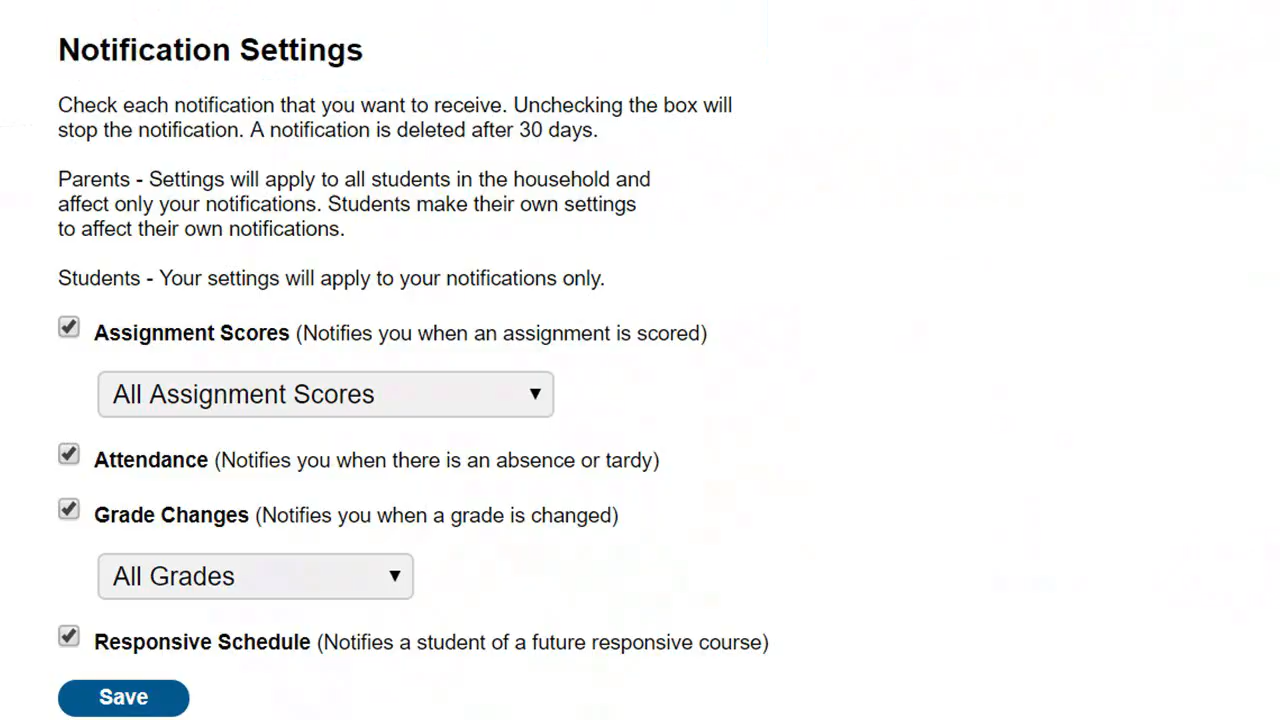 Notification Settings
Check each notification that you want to receive. Unchecking the box will
stop the notification. A notification is deleted after 30 days.
Parents - Settings will apply to all students in the household and
affect only your notifications. Students make their own settings
to affect their own notifications.
Students - Your settings will apply to your notifications only.
Assignment Scores (Notifies you when an assignment is scored)
All Assignment Scores
Attendance (Notifies you when there is an absence or tardy)
Grade Changes (Notifies you when a grade is changed)
All Grades
Responsive Schedule (Notifies a student of a future responsive course)
Save